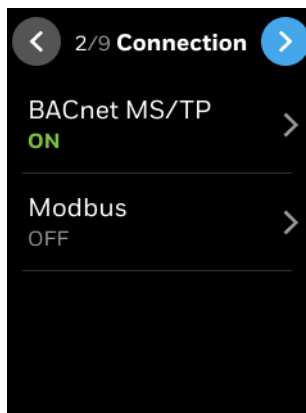 2/9 Connection
BACnet MS/TP
ON
Modbus
OFF